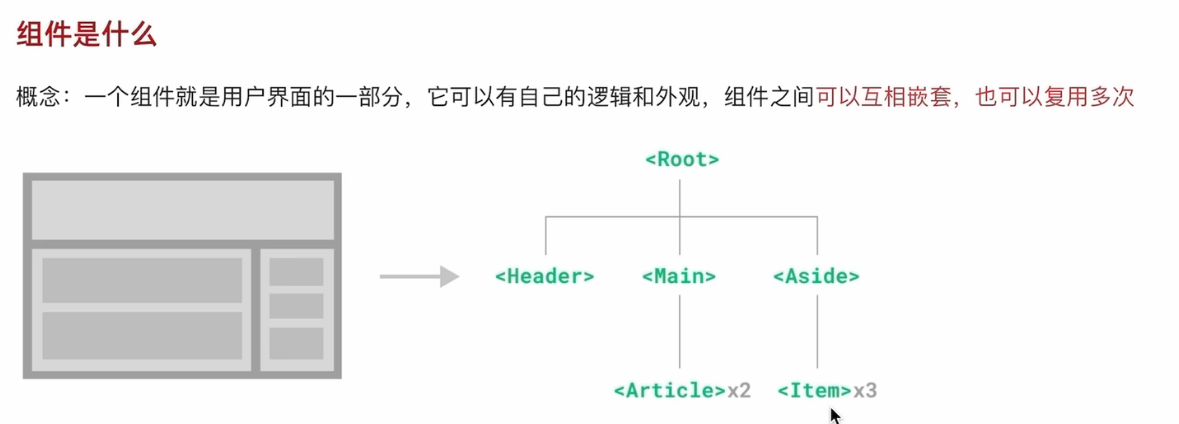 组件是什么
概念：一个组件就是用户界面的一部分，它可以有自己的逻辑和外观，组件之间可以互相嵌套，也可以复用多次
<Root>
<Header> <Main> <Aside>
<Article>x2 <Item>x3